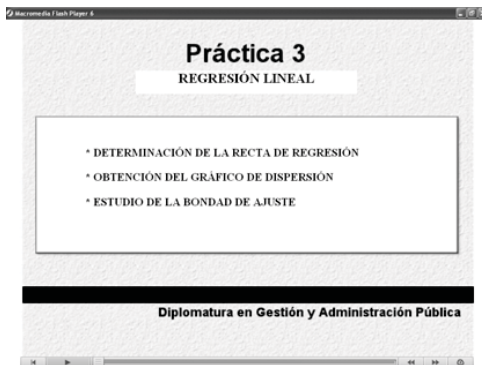 Macromedia Flash Player 6
Práctica 3
REGRESIÓN LINEAL
* DETERMINACIÓN DE LA RECTA DE REGRESIÓN
* OBTENCIÓN DEL GRÁFICO DE DISPERSIÓN
* ESTUDIO DE LA BONDAD DE AJUSTE
Diplomatura en Gestión y Administración Pública